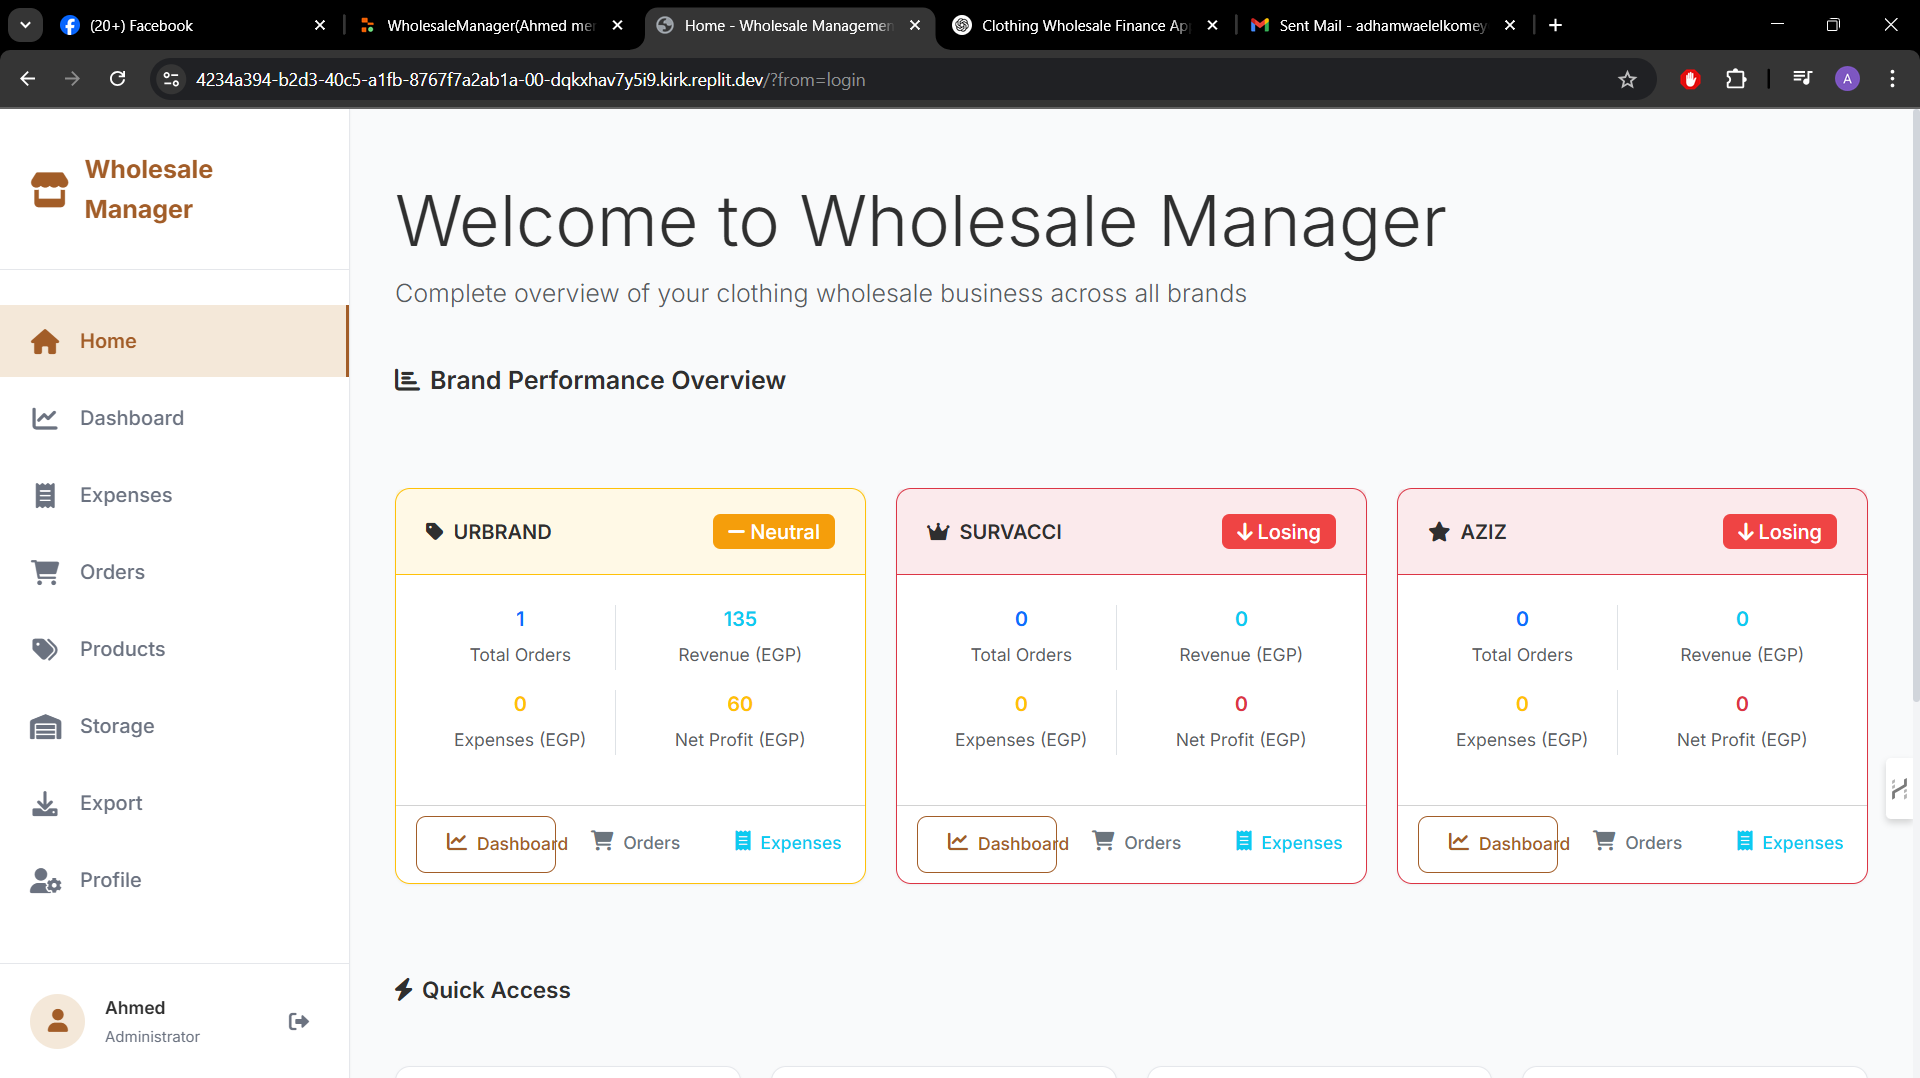 (20+) Facebook
WholesaleManager(Ahmed me
Home - Wholesale Managemen
Clothing Wholesale Finance Ap
Sent Mail - adhamwaelelkomey
4234a394-b2d3-40c5-a1fb-8767f7a2ab1a-00-dqkxhav7y5i9.kirk.replit.dev/?from=login
A
Wholesale
Manager
Home
Dashboard
Expenses
Orders
Products
Storage
Export
Profile
Ahmed
Administrator
Welcome to Wholesale Manager
Complete overview of your clothing wholesale business across all brands
Brand Performance Overview
URBRAND
Neutral
1
135
Total Orders
Revenue (EGP)
0
60
Expenses (EGP)
Net Profit (EGP)
Dashboard
Orders
Expenses
SURVACCI
Losing
0
0
Total Orders
Revenue (EGP)
0
0
Expenses (EGP)
Net Profit (EGP)
Dashboard
Orders
Expenses
AZIZ
Losing
0
0
Total Orders
Revenue (EGP)
0
0
Expenses (EGP)
Net Profit (EGP)
Dashboard
Orders
Expenses
Quick Access